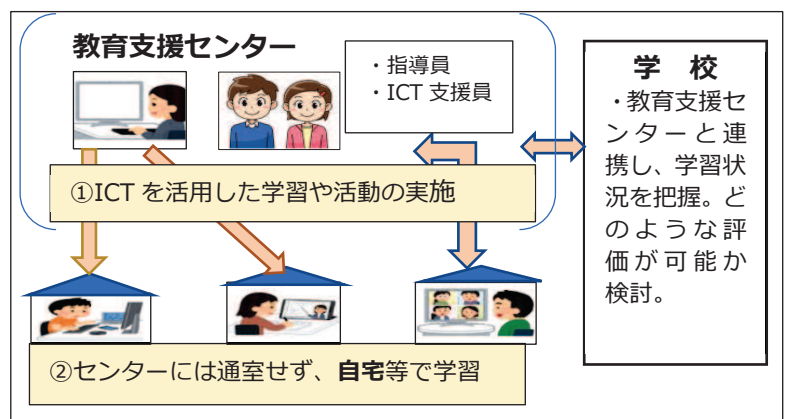 教育支援センター
・指導員
・ICT 支援員
①ICT を活用した学習や活動の実施
②センターには通室せず、自宅等で学習
学　校
・教育支援セ
ンターと連
携し、学習状
況を把握。ど
のような評
価が可能か
検討。